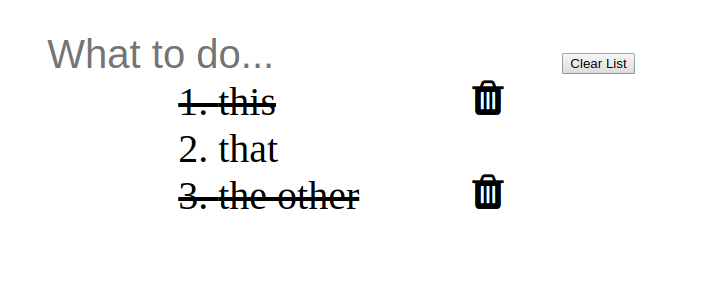 What to do...
Clear List
1. this
2. that
3. the other